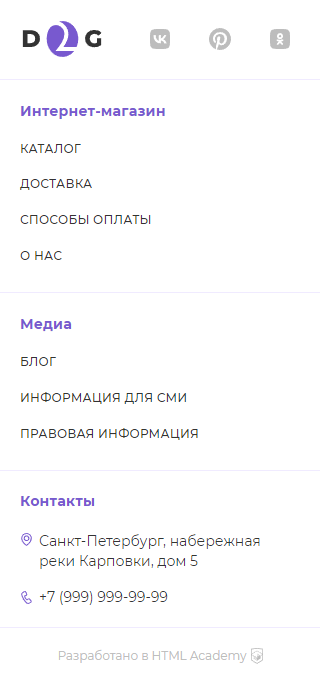 D2G
Интернет-магазин
КАТАЛОГ
ДОСТАВКА
СПОСОБЫ ОПЛАТЫ
О НАС
Медиа
БЛОГ
ИНФОРМАЦИЯ ДЛЯ СМИ
ПРАВОВАЯ ИНФОРМАЦИЯ
Контакты
Санкт-Петербург, набережная
реки Карповки, дом 5
+7 (999) 999-99-99
Разработано в HTML Academy